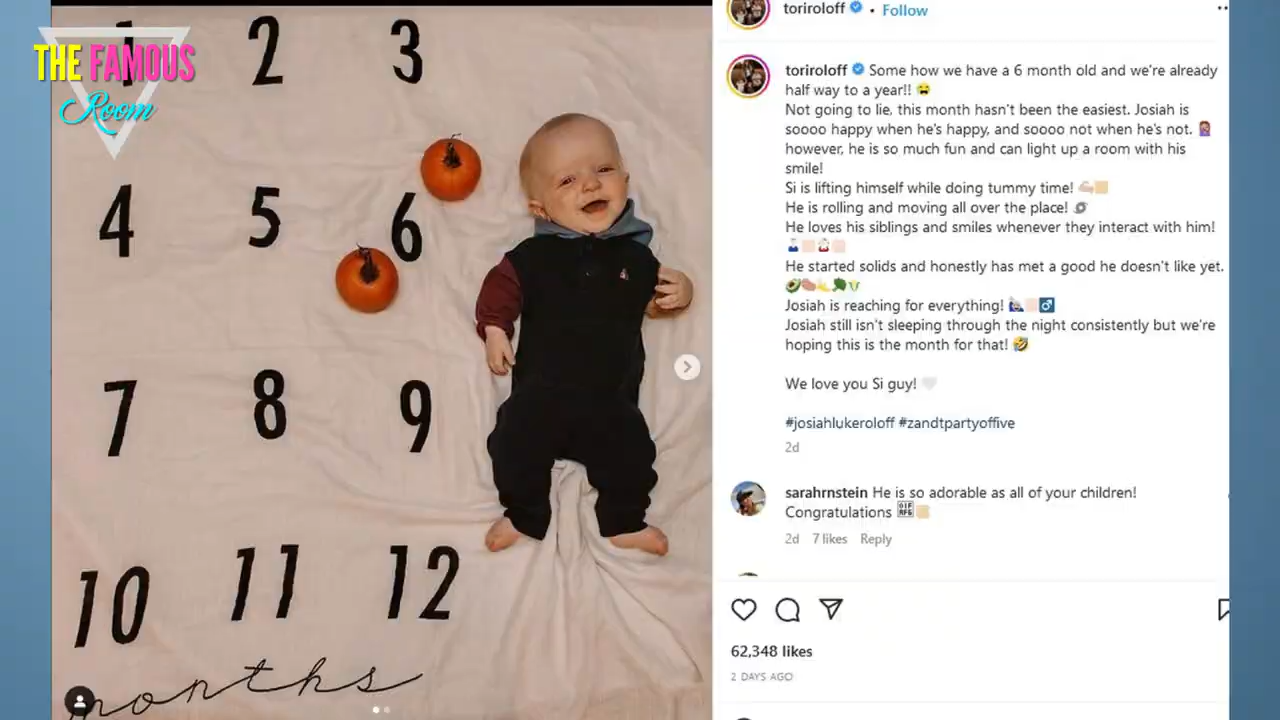 THE FAMOUS
Room
1 2 3
4 5 6
7 8 9
10 11 12
months
toriroloff • Follow
toriroloff Some how we have a 6 month old and we're already
half way to a year!! 😫
Not going to lie, this month hasn't been the easiest. Josiah is
soooo happy when he's happy, and soooo not when he's not.
however, he is so much fun and can light up a room with his
smile!
Si is lifting himself while doing tummy time!
He is rolling and moving all over the place!
He loves his siblings and smiles whenever they interact with him!
He started solids and honestly has met a good he doesn't like yet.
Josiah is reaching for everything!
Josiah still isn't sleeping through the night consistently but we're
hoping this is the month for that! 🤣
We love you Si guy! 🤍
#josiahlukeroloff #zandtpartyoffive
2d
sarahrnstein He is so adorable as all of your children!
Congratulations
2d 7 likes Reply
62,348 likes
2 DAYS AGO